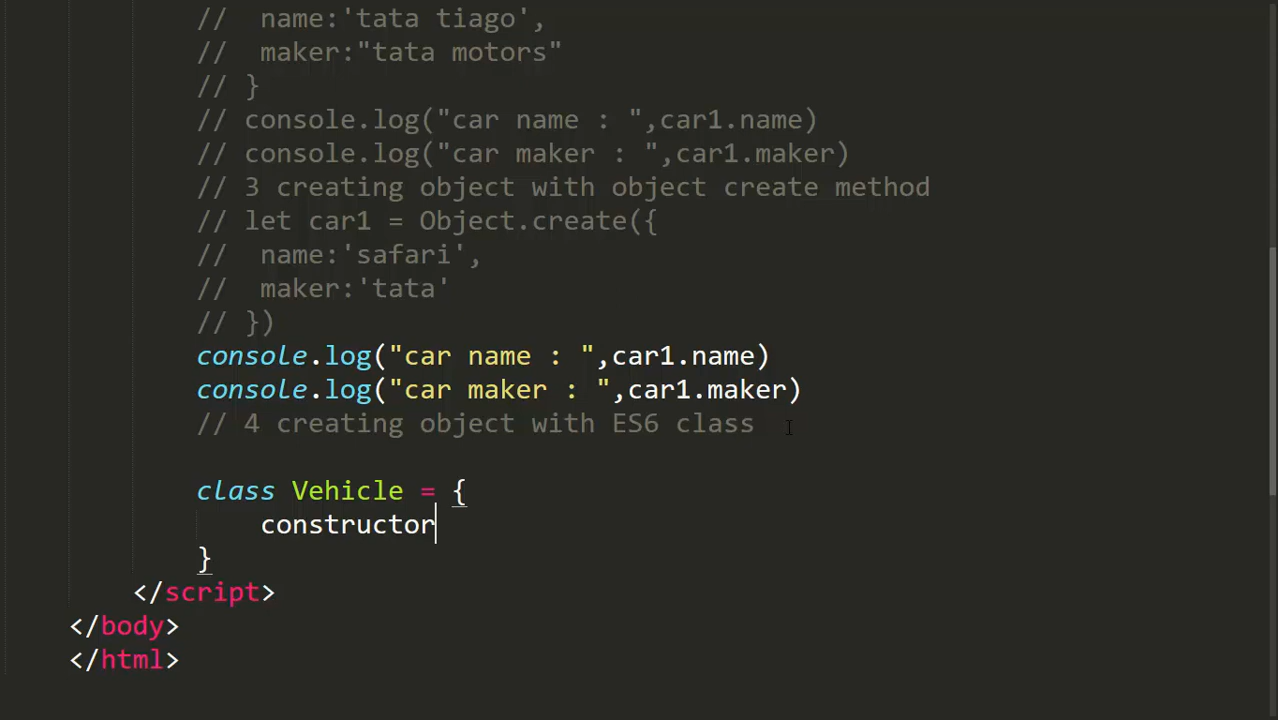 // name:'tata tiago',
// maker:"tata motors"
// }
// console.log("car name : ",car1.name)
// console.log("car maker : ",car1.maker)
// 3 creating object with object create method
// let car1 = Object.create({
// name:'safari',
// maker:'tata'
// })
console.log("car name : ",car1.name)
console.log("car maker : ",car1.maker)
// 4 creating object with ES6 class
class Vehicle = {
constructor
}
</script>
</body>
</html>